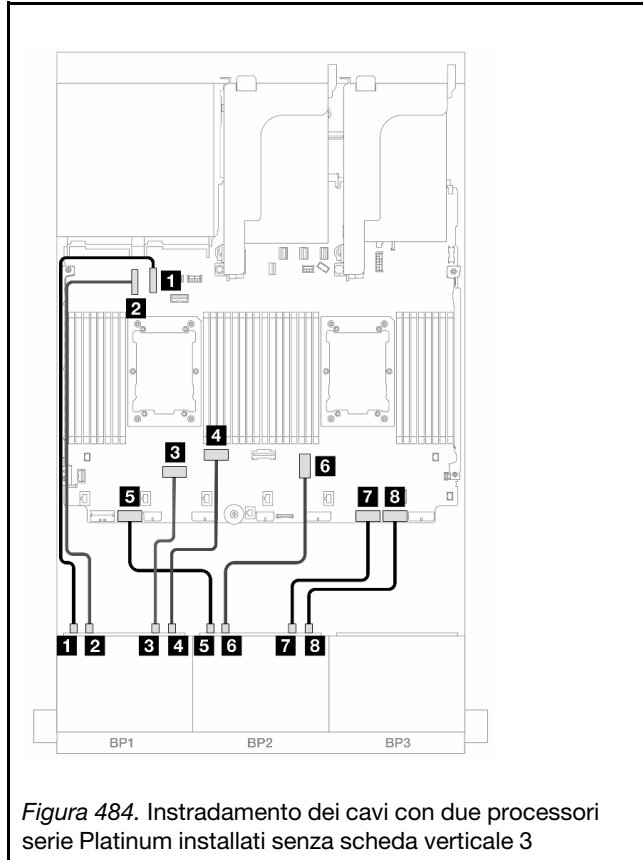 1
2
4
3
6
5
7 8
1 2 3 4 5 6 7 8
BP1 BP2 BP3
Figura 484. Instradamento dei cavi con due processori
serie Platinum installati senza scheda verticale 3